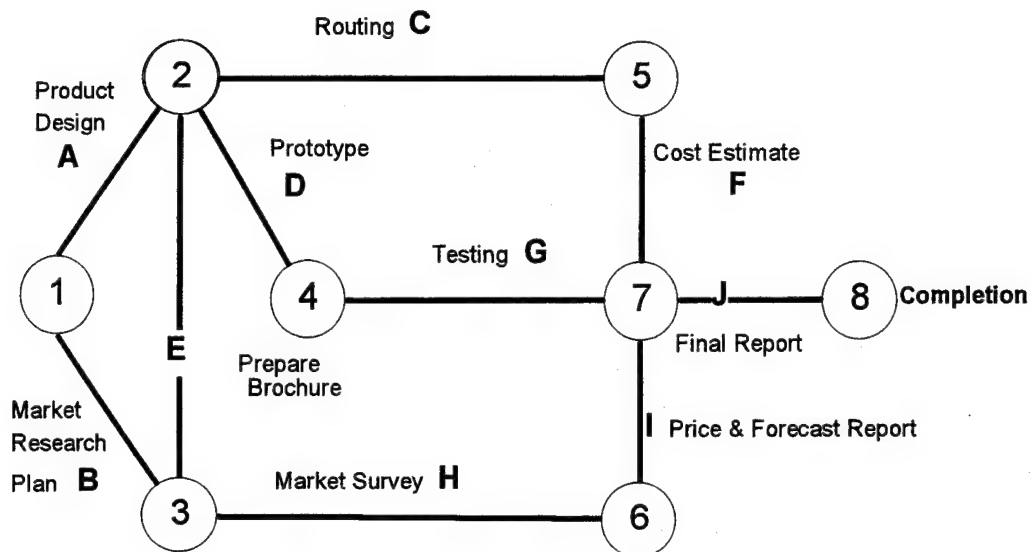 Routing C
2
5
Product
Design
A
Prototype
D
Cost Estimate
F
Testing G
1
4
7
J
8
Completion
E
Final Report
Prepare
Brochure
Market
Research
Plan B
I Price & Forecast Report
Market Survey H
3
6